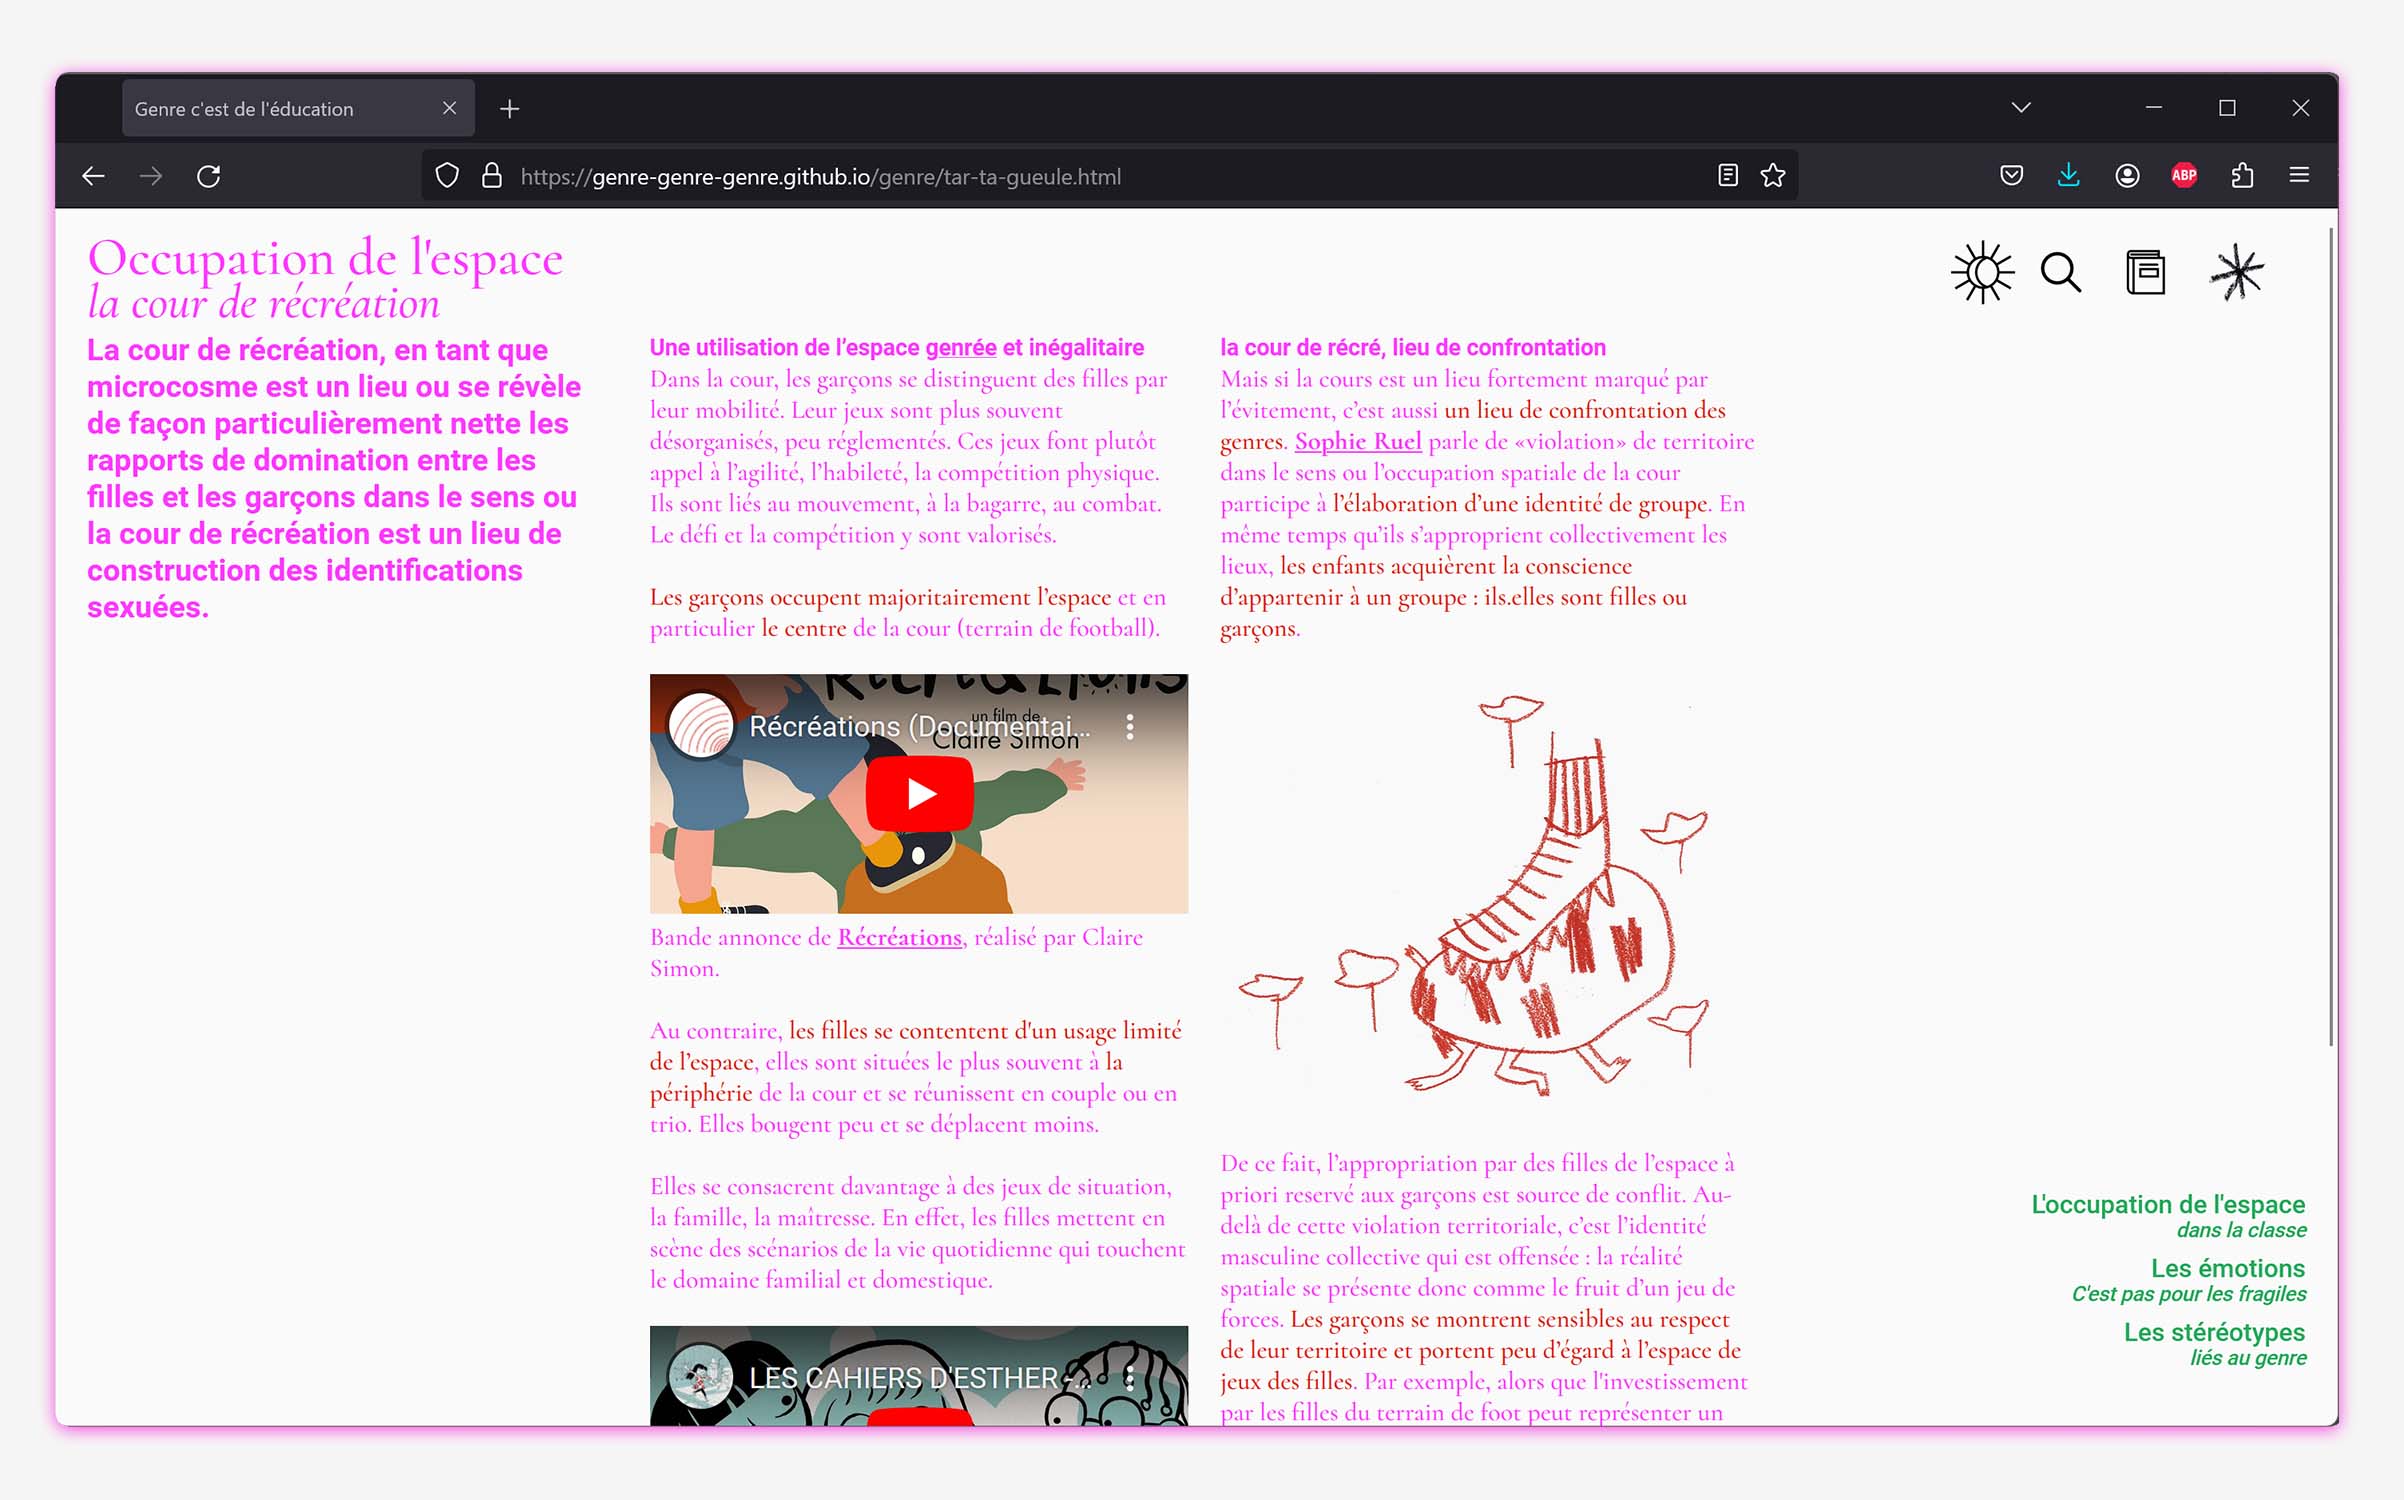 Genre c'est de l'éducation
https://genre-genre-genre.github.io/genre/tar-ta-gueule.html
ABP
Occupation de l'espace
la cour de récréation
La cour de récréation, en tant que
microcosme est un lieu ou se révèle
de façon particulièrement nette les
rapports de domination entre les
filles et les garçons dans le sens ou
la cour de récréation est un lieu de
construction des identifications
sexuées.
Une utilisation de l’espace genrée et inégalitaire
Dans la cour, les garçons se distinguent des filles par
leur mobilité. Leur jeux sont plus souvent
désorganisés, peu réglementés. Ces jeux font plutôt
appel à l’agilité, l’habileté, la compétition physique.
Ils sont liés au mouvement, à la bagarre, au combat.
Le défi et la compétition y sont valorisés.
Les garçons occupent majoritairement l’espace et en
particulier le centre de la cour (terrain de football).
Récréations
un film de
Claire Simon
Récréations (Documentai...
Bande annonce de Récréations, réalisé par Claire
Simon.
Au contraire, les filles se contentent d'un usage limité
de l’espace, elles sont situées le plus souvent à la
périphérie de la cour et se réunissent en couple ou en
trio. Elles bougent peu et se déplacent moins.
Elles se consacrent davantage à des jeux de situation,
la famille, la maîtresse. En effet, les filles mettent en
scène des scénarios de la vie quotidienne qui touchent
le domaine familial et domestique.
LES CAHIERS D'ESTHER -...
la cour de récré, lieu de confrontation
Mais si la cours est un lieu fortement marqué par
l’évitement, c’est aussi un lieu de confrontation des
genres. Sophie Ruel parle de «violation» de territoire
dans le sens ou l’occupation spatiale de la cour
participe à l’élaboration d’une identité de groupe. En
même temps qu’ils s’approprient collectivement les
lieux, les enfants acquièrent la conscience
d’appartenir à un groupe : ils.elles sont filles ou
garçons.
De ce fait, l’appropriation par des filles de l’espace à
priori reservé aux garçons est source de conflit. Au-
delà de cette violation territoriale, c’est l’identité
masculine collective qui est offensée : la réalité
spatiale se présente donc comme le fruit d’un jeu de
forces. Les garçons se montrent sensibles au respect
de leur territoire et portent peu d’égard à l’espace de
jeux des filles. Par exemple, alors que l'investissement
par les filles du terrain de foot peut représenter un
L'occupation de l'espace
dans la classe
Les émotions
C'est pas pour les fragiles
Les stéréotypes
liés au genre